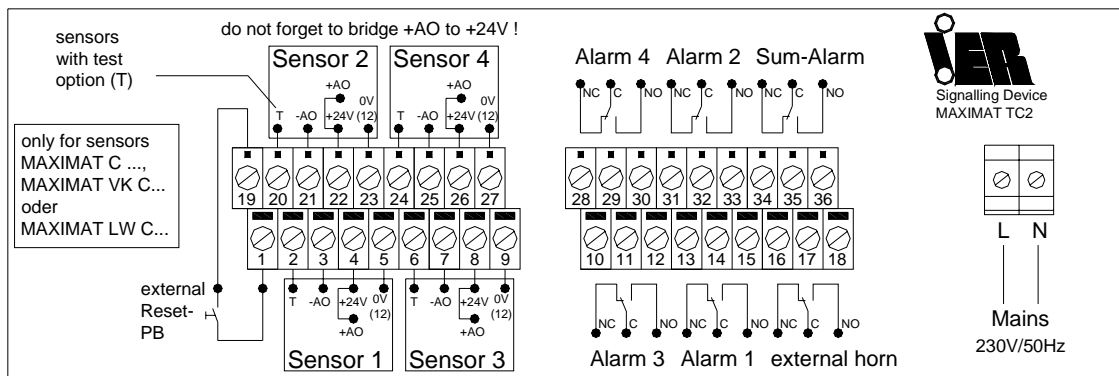 do not forget to bridge +AO to +24V !
sensors
with test
option (T)
Sensor 2
Sensor 4
+AO
0V
T
-AO
+24V
(12)
+AO
0V
T
-AO
+24V
(12)
Alarm 4
Alarm 2
Sum-Alarm
NC
C
NO
NC
C
NO
NC
C
NO
iER
Signalling Device
MAXIMAT TC2
only for sensors
MAXIMAT C ...,
MAXIMAT VK C...
oder
MAXIMAT LW C...
19 20 21 22 23 24 25 26 27
28 29 30 31 32 33 34 35 36
1 2 3 4 5 6 7 8 9
10 11 12 13 14 15 16 17 18
L N
external
Reset-
PB
T
-AO
+24V
0V
(12)
+AO
T
-AO
+24V
0V
(12)
+AO
Sensor 1
Sensor 3
NC
C
NO
NC
C
NO
NC
C
NO
Alarm 3
Alarm 1
external horn
Mains
230V/50Hz